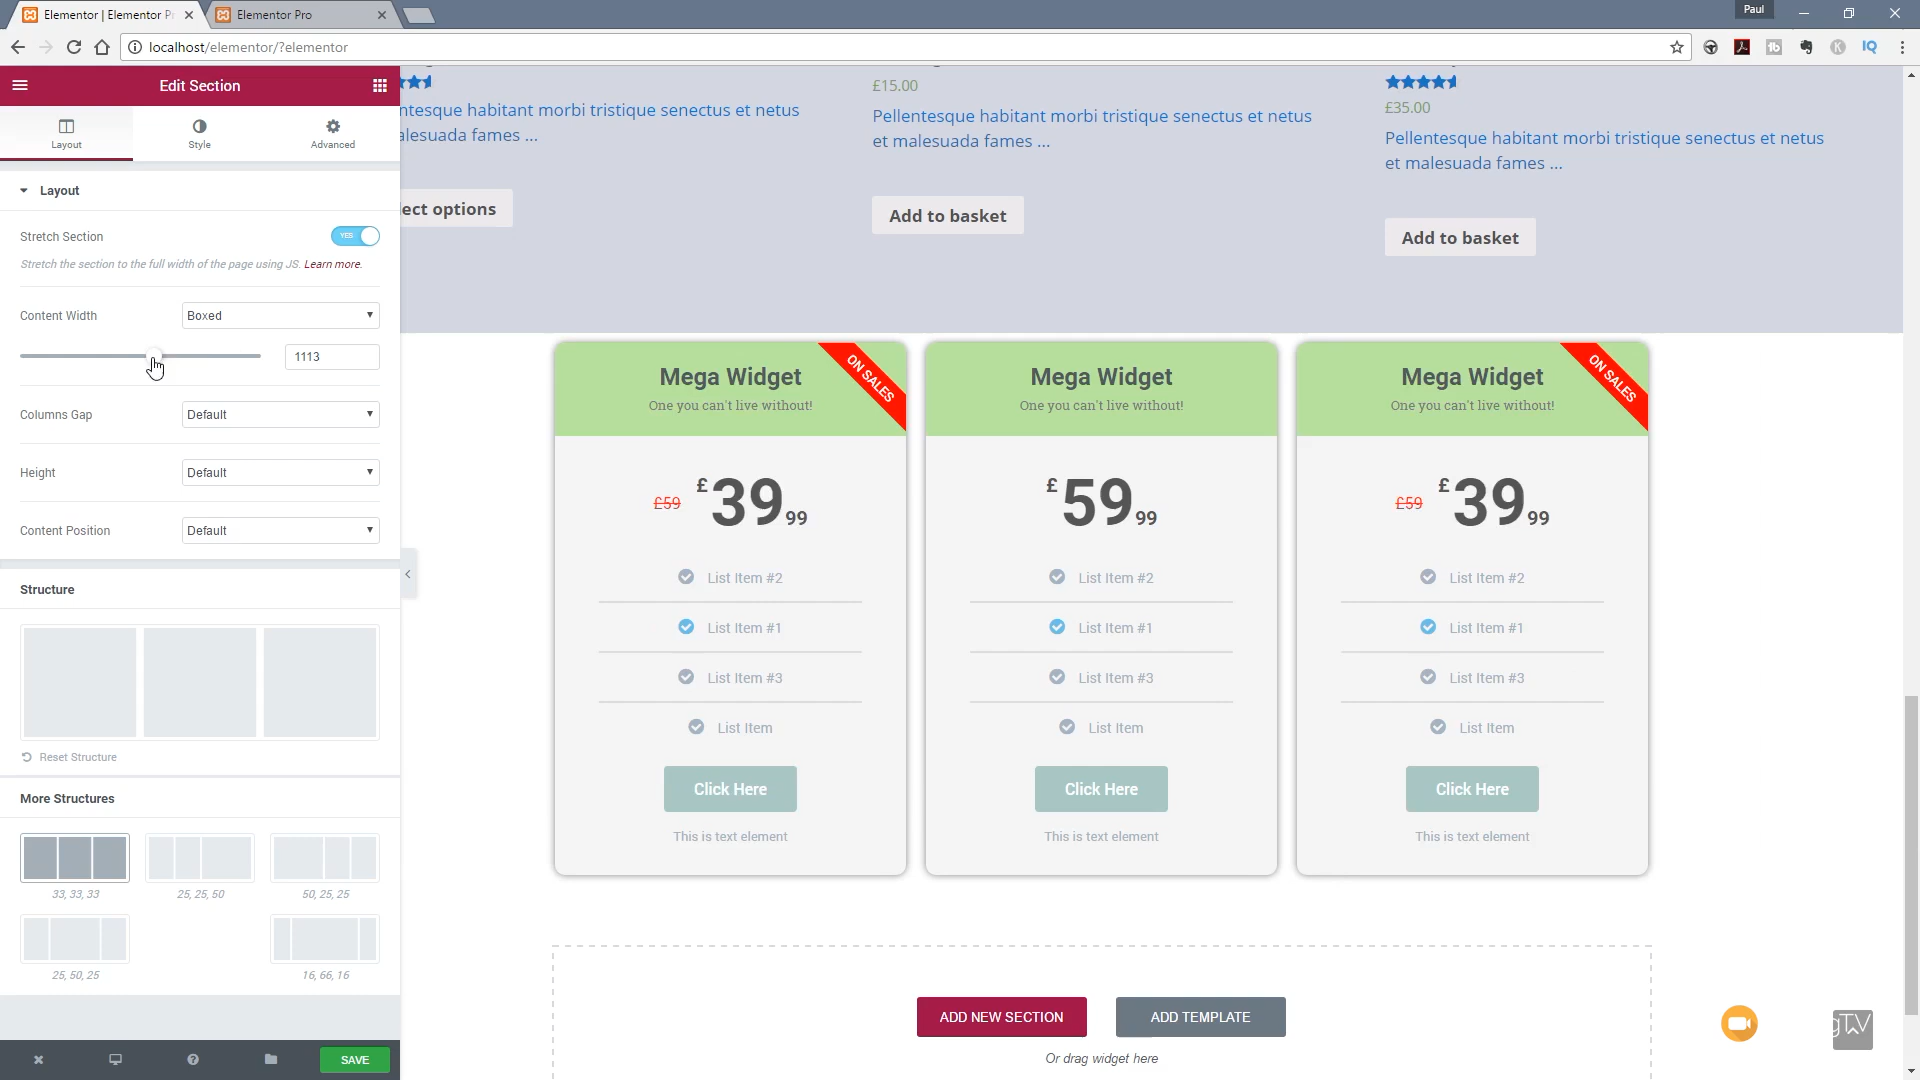 Elementor | Elementor P
Elementor Pro
Paul
localhost/elementor/?elementor
Edit Section
Layout
Style
Advanced
Layout
Stretch Section
YES
Stretch the section to the full width of the page using JS. Learn more.
Content Width
Boxed
1113
Columns Gap
Default
Height
Default
Content Position
Default
Structure
Reset Structure
More Structures
33, 33, 33
25, 25, 50
50, 25, 25
25, 50, 25
16, 66, 16
SAVE
ntesque habitant morbi tristique senectus et netus
alesuada fames ...
lect options
£15.00
Pellentesque habitant morbi tristique senectus et netus
et malesuada fames ...
Add to basket
£35.00
Pellentesque habitant morbi tristique senectus et netus
et malesuada fames ...
Add to basket
Mega Widget
ON SALES
One you can't live without!
£59 £39 99
List Item #2
List Item #1
List Item #3
List Item
Click Here
This is text element
Mega Widget
One you can't live without!
£59 99
List Item #2
List Item #1
List Item #3
List Item
Click Here
This is text element
Mega Widget
ON SALES
One you can't live without!
£59 £39 99
List Item #2
List Item #1
List Item #3
List Item
Click Here
This is text element
ADD NEW SECTION
ADD TEMPLATE
Or drag widget here
gTV